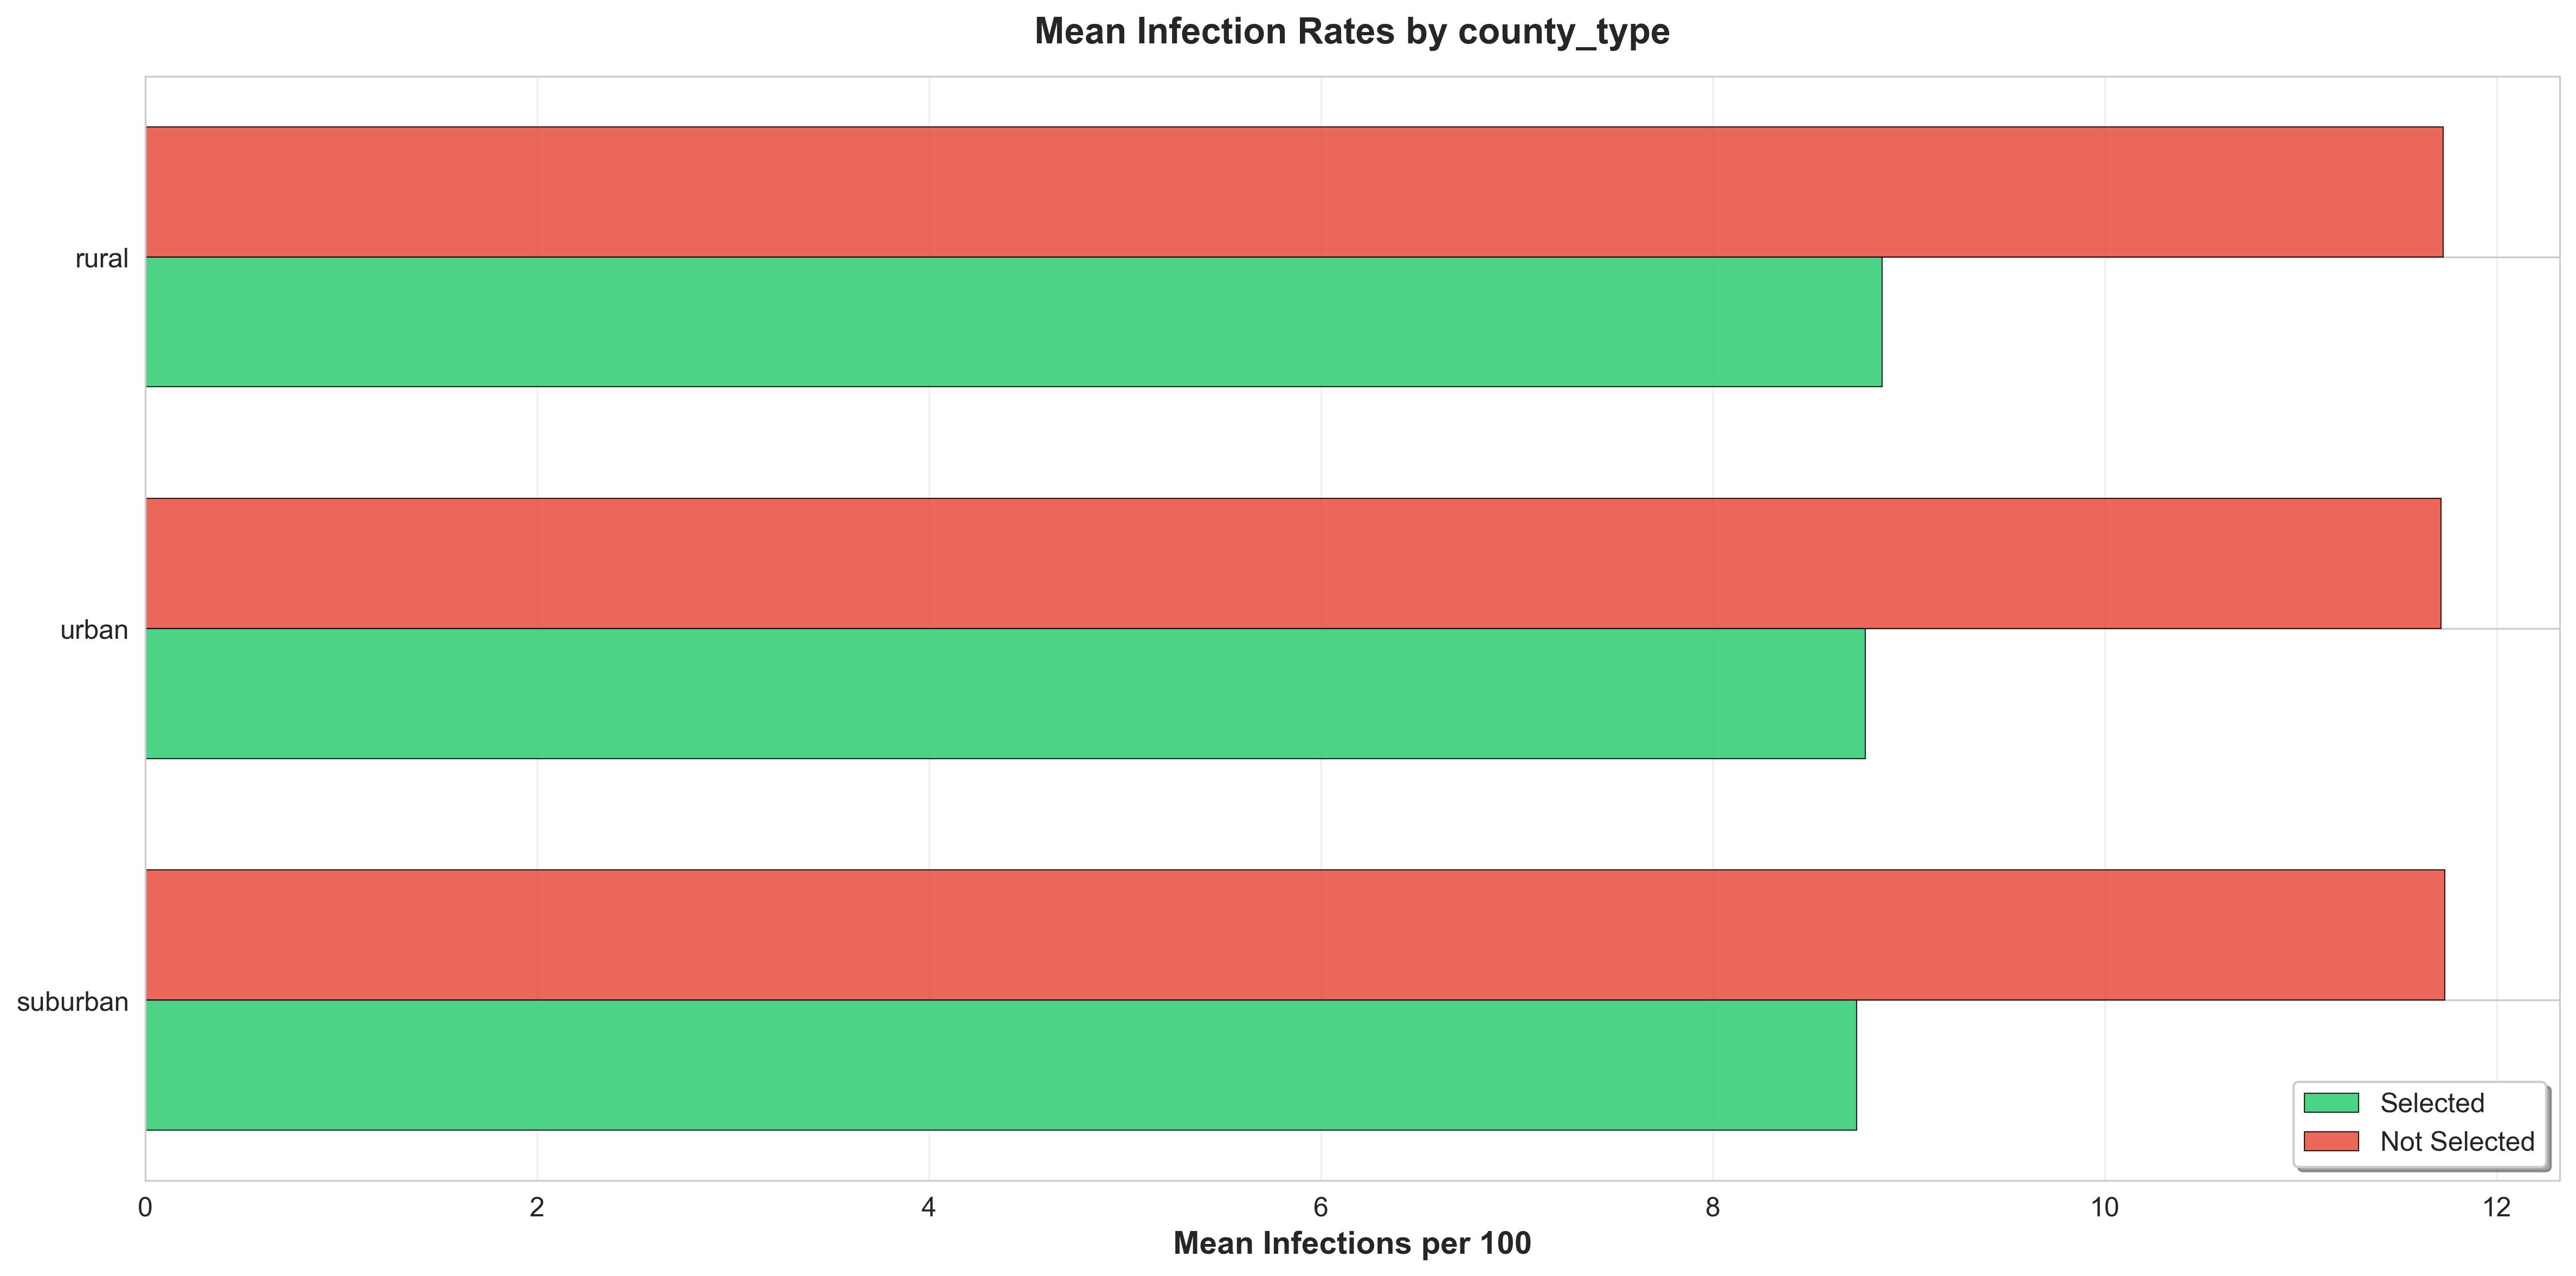 Mean Infection Rates by county_type
rural
urban
suburban
Selected
Not Selected
0 2 4 6 8 10 12
Mean Infections per 100